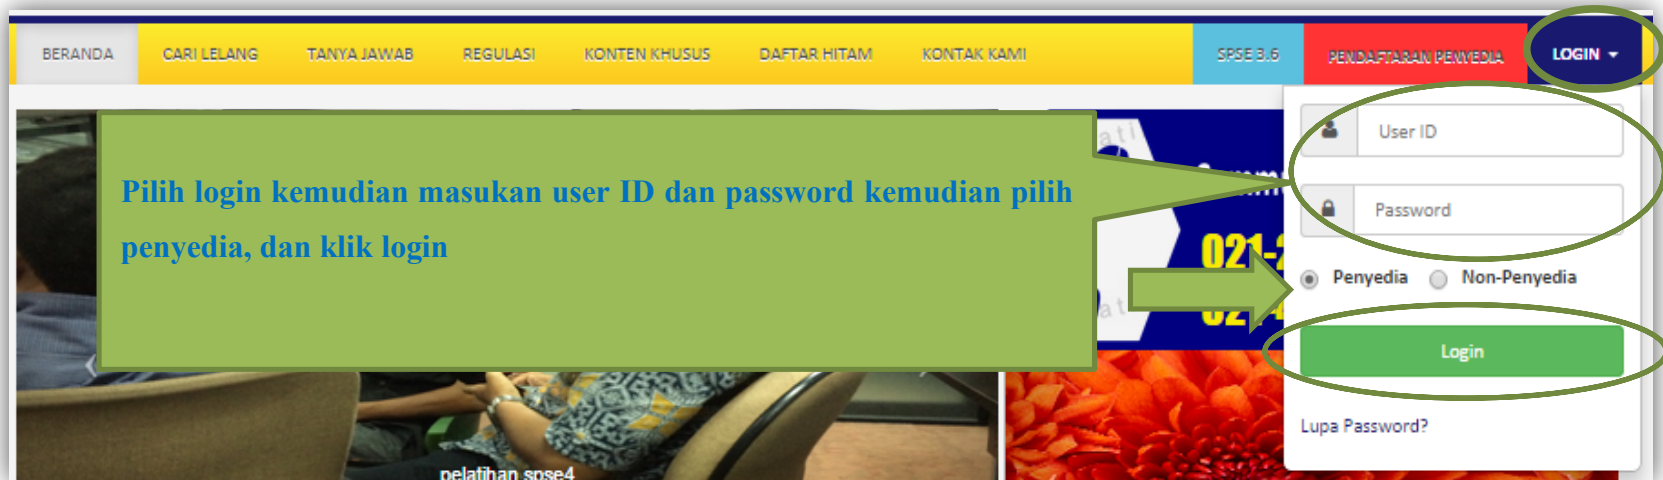 BERANDA CARI LELANG TANYA JAWAB REGULASI KONTEN KHUSUS DAFTAR HITAM KONTAK KAMI SPSE 3.6 PENDAFTARAN PENYEDIA LOGIN
User ID
Password
Penyedia Non-Penyedia
Login
Lupa Password?
Pilih login kemudian masukan user ID dan password kemudian pilih
penyedia, dan klik login
021-
pelatihan spse4